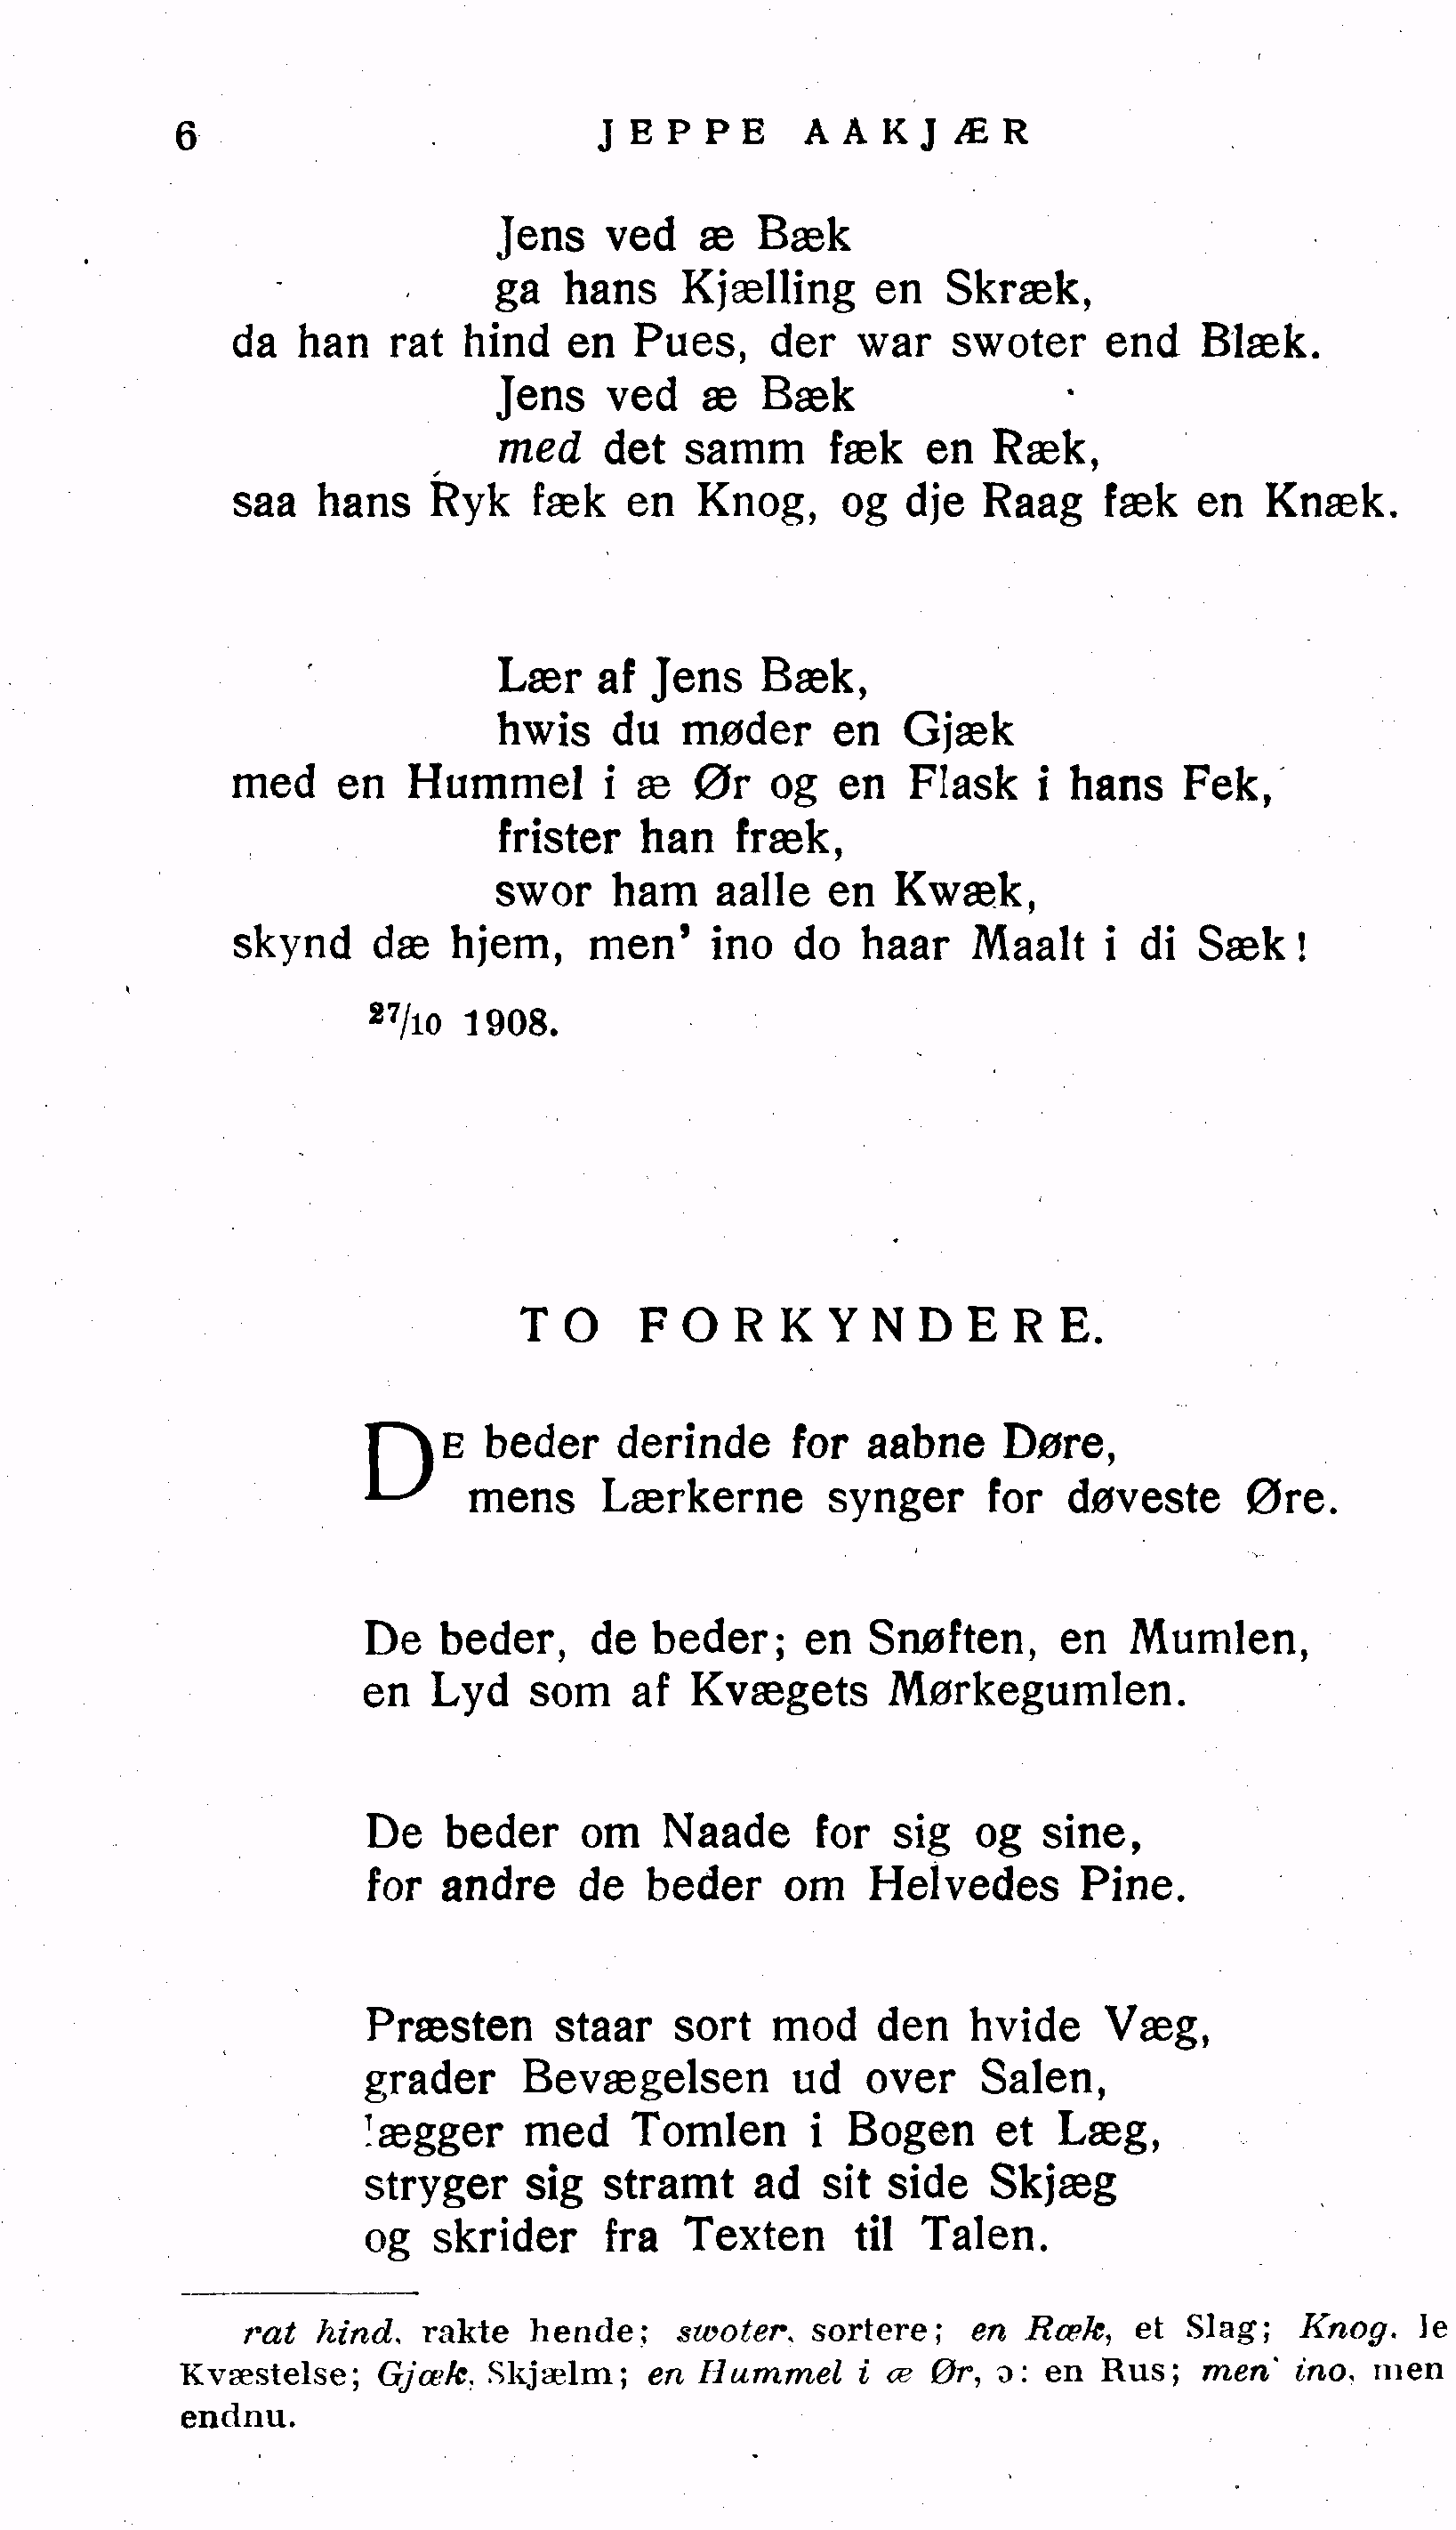 6 JEPPE AAKJÆR
Jens ved æ Bæk
ga hans Kjælling en Skræk,
da han rat hind en Pues, der war swoter end Blæk.
Jens ved æ Bæk
med det samm fæk en Ræk,
saa hans Ryk fæk en Knog, og dje Raag fæk en Knæk.
Lær af Jens Bæk,
hwis du møder en Gjæk
med en Hummel i æ Ør og en Flask i hans Fek,
frister han fræk,
swor ham aalle en Kwæk,
skynd dæ hjem, men' ino do haar Maalt i di Sæk!
27/10 1908.
TO FORKYNDERE.
DE beder derinde for aabne Døre,
mens Lærkerne synger for døveste Øre.
De beder, de beder; en Snøften, en Mumlen,
en Lyd som af Kvægets Mørkegumlen.
De beder om Naade for sig og sine,
for andre de beder om Helvedes Pine.
Præsten staar sort mod den hvide Væg,
grader Bevægelsen ud over Salen,
lægger med Tomlen i Bogen et Læg,
stryger sig stramt ad sit side Skjæg
og skrider fra Texten til Talen.
rat hind, rakte hende; swoter, sortere; en Ræk, et Slag; Knog, le
Kvæstelse; Gjæk, Skjælm; en Hummel i æ Ør, ɔ: en Rus; men' ino, men
endnu.